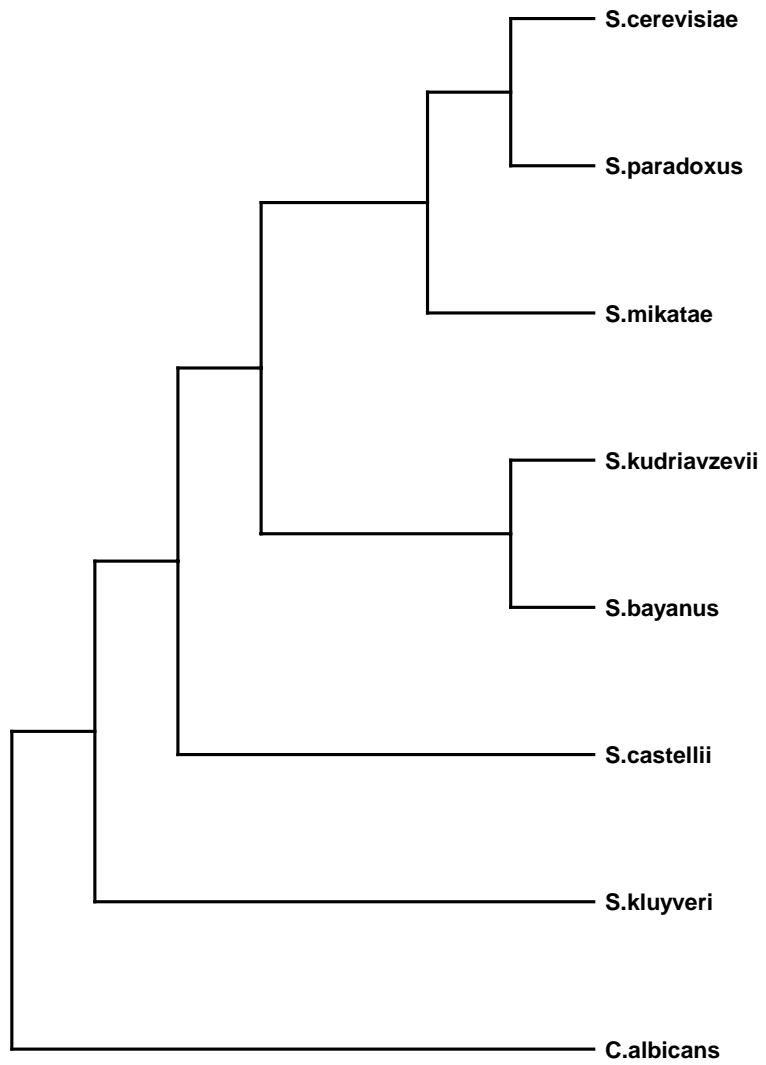 S.cerevisiae
S.paradoxus
S.mikatae
S.kudriavzevii
S.bayanus
S.castellii
S.kluyveri
C.albicans